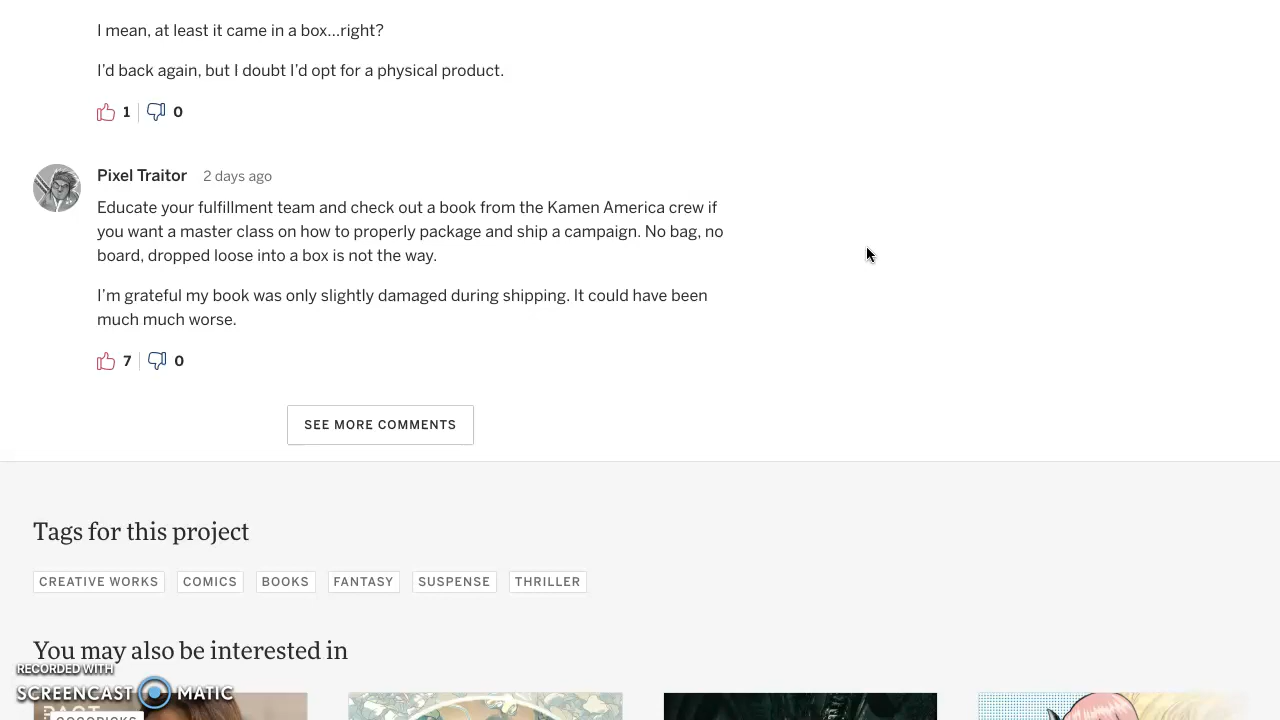 I mean, at least it came in a box...right?
I'd back again, but I doubt I'd opt for a physical product.
1 0
Pixel Traitor 2 days ago
Educate your fulfillment team and check out a book from the Kamen America crew if
you want a master class on how to properly package and ship a campaign. No bag, no
board, dropped loose into a box is not the way.
I'm grateful my book was only slightly damaged during shipping. It could have been
much much worse.
7 0
SEE MORE COMMENTS
Tags for this project
CREATIVE WORKS COMICS BOOKS FANTASY SUSPENSE THRILLER
You may also be interested in
RECORDED WITH
SCREENCAST MATIC